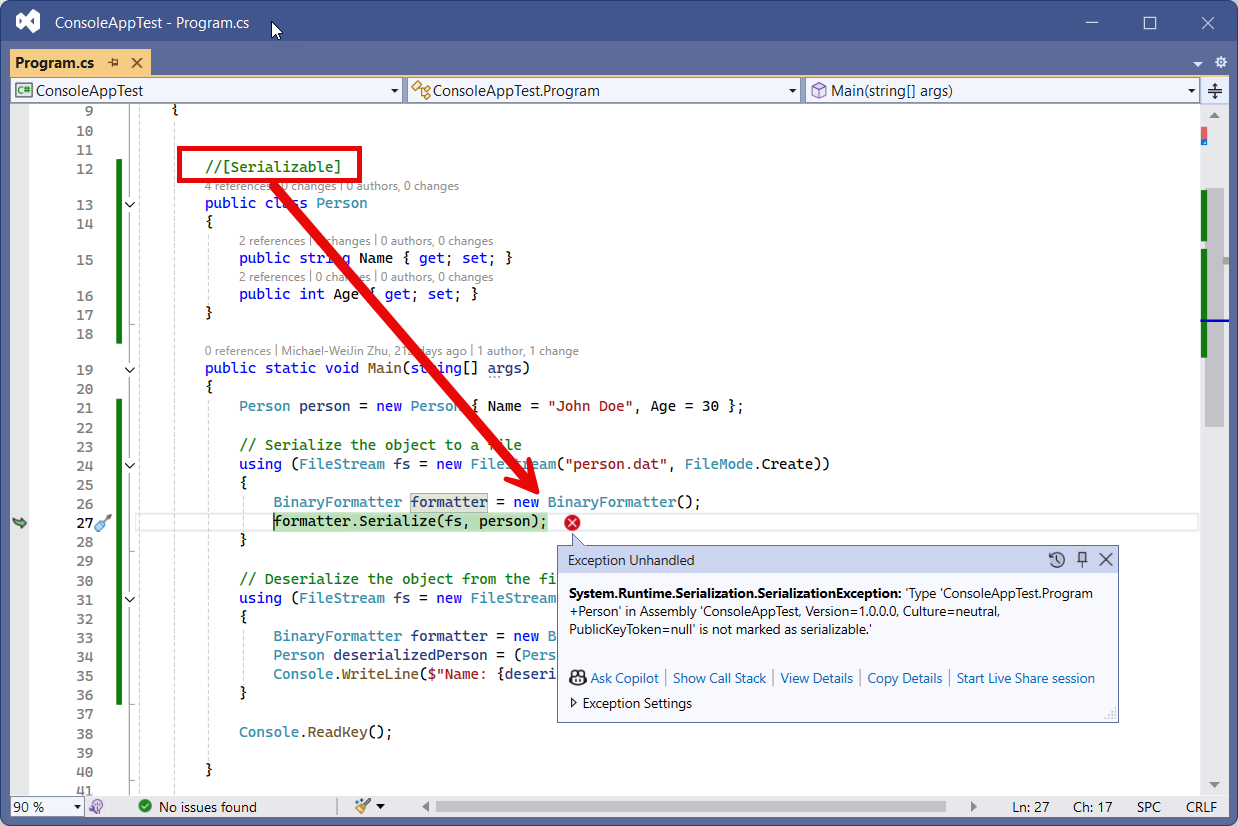 ConsoleAppTest - Program.cs
Program.cs
C# ConsoleAppTest
ConsoleAppTest.Program
Main(string[] args)
9 {
10
11
12 //[Serializable]
4 references | 0 changes | 0 authors, 0 changes
13 public class Person
14 {
2 references | changes | 0 authors, 0 changes
15 public string Name { get; set; }
2 references | 0 changes | 0 authors, 0 changes
16 public int Age { get; set; }
17 }
18
0 references | Michael-WeiJin Zhu, days ago | 1 author, 1 change
19 public static void Main(string[] args)
20 {
21 Person person = new Person { Name = "John Doe", Age = 30 };
22
23 // Serialize the object to a file
24 using (FileStream fs = new FileStream("person.dat", FileMode.Create))
25 {
26 BinaryFormatter formatter = new BinaryFormatter();
27 formatter.Serialize(fs, person);
28 }
29
30 // Deserialize the object from the fi
31 using (FileStream fs = new FileStream
32 {
33 BinaryFormatter formatter = new B
34 Person deserializedPerson = (Pers
35 Console.WriteLine($"Name: {deseri
36 }
37
38 Console.ReadKey();
39
40 }
41
Exception Unhandled
System.Runtime.Serialization.SerializationException: 'Type 'ConsoleAppTest.Program
+Person' in Assembly 'ConsoleAppTest, Version=1.0.0.0, Culture=neutral,
PublicKeyToken=null' is not marked as serializable.'
Ask Copilot | Show Call Stack | View Details | Copy Details | Start Live Share session
Exception Settings
90 %
No issues found
Ln: 27 Ch: 17 SPC CRLF